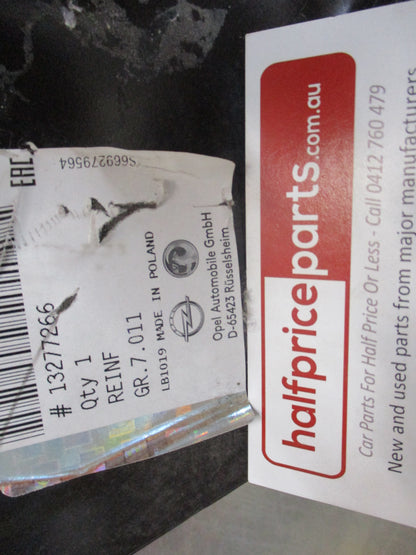 S669279564
EAC
# 13277266
Qty 1
REINF
GR.7.011
LB1019 MADE IN POLAND
Opel Automobile GmbH
D-65423 Rüsselsheim
halfpriceparts.com.au
Car Parts For Half Price Or Less - Call 0412 760 479
New and used parts from major manufacturers